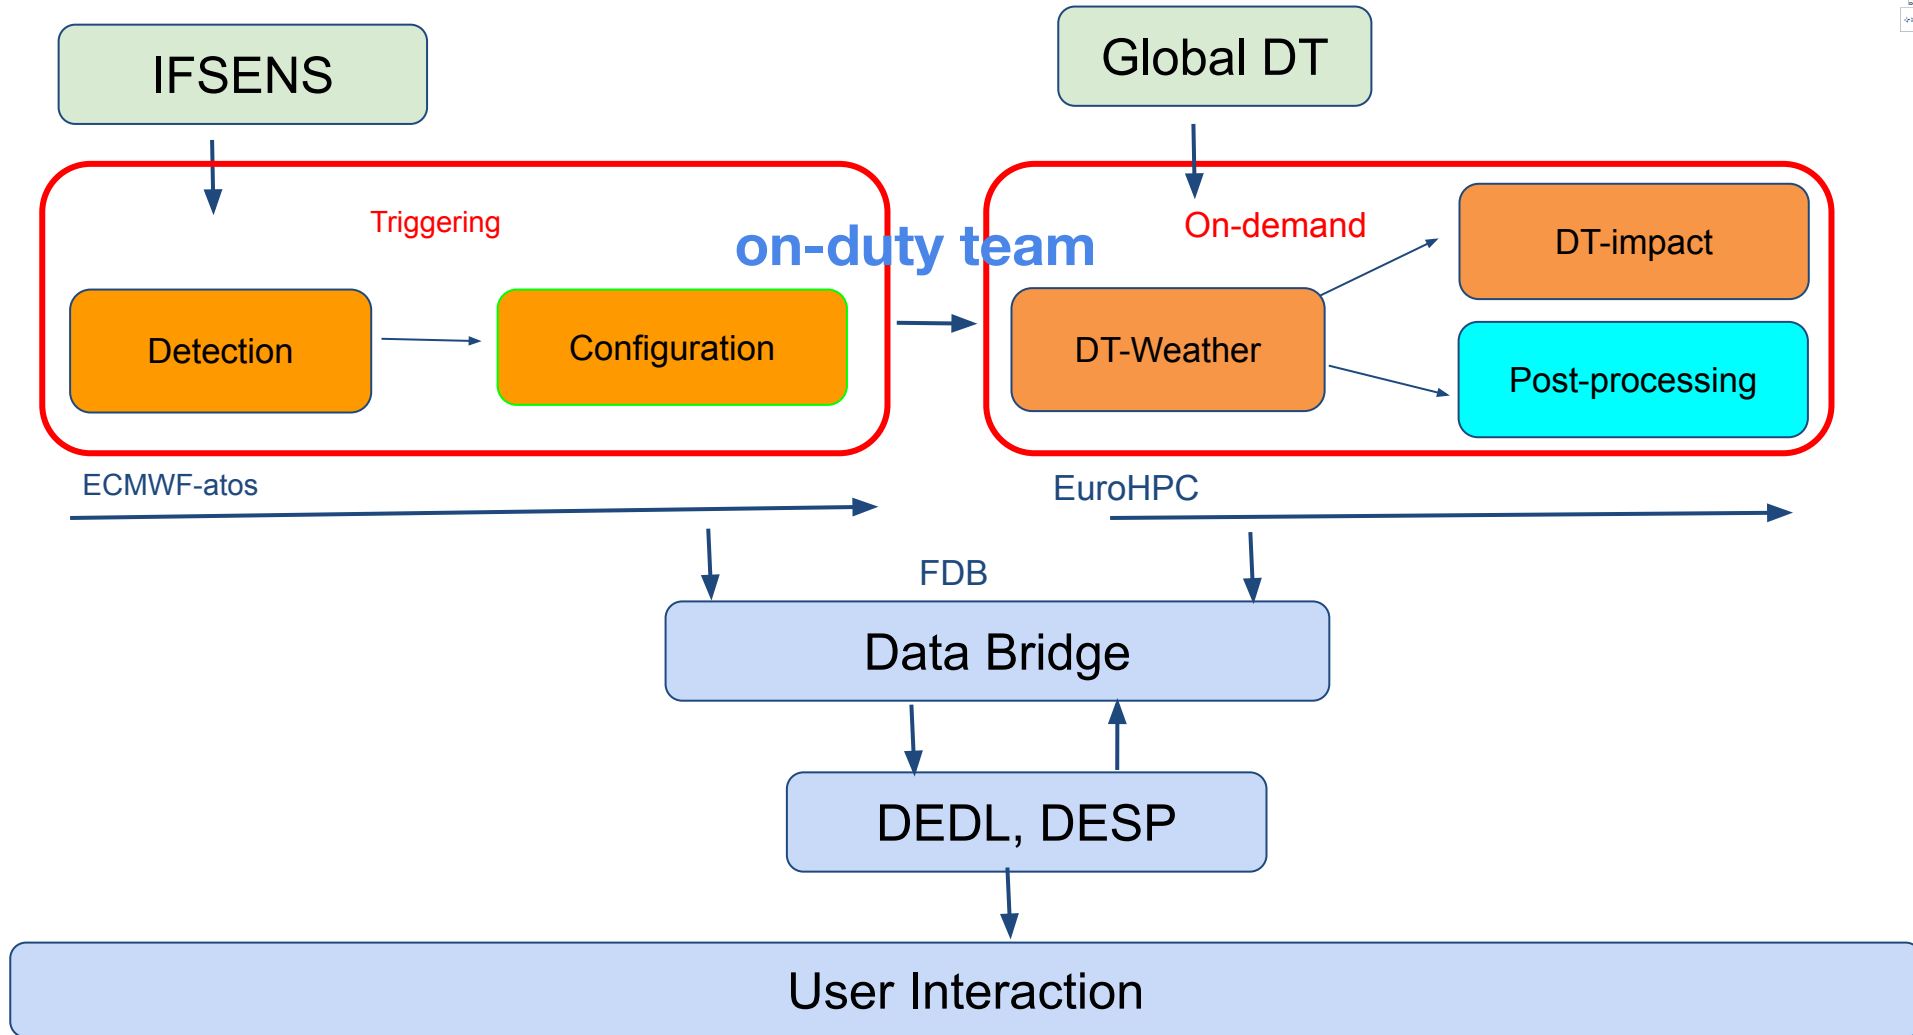 IFSENS
Global DT
Triggering
on-duty team
On-demand
DT-impact
Detection
Configuration
DT-Weather
Post-processing
ECMWF-atos
EuroHPC
FDB
Data Bridge
DEDL, DESP
User Interaction